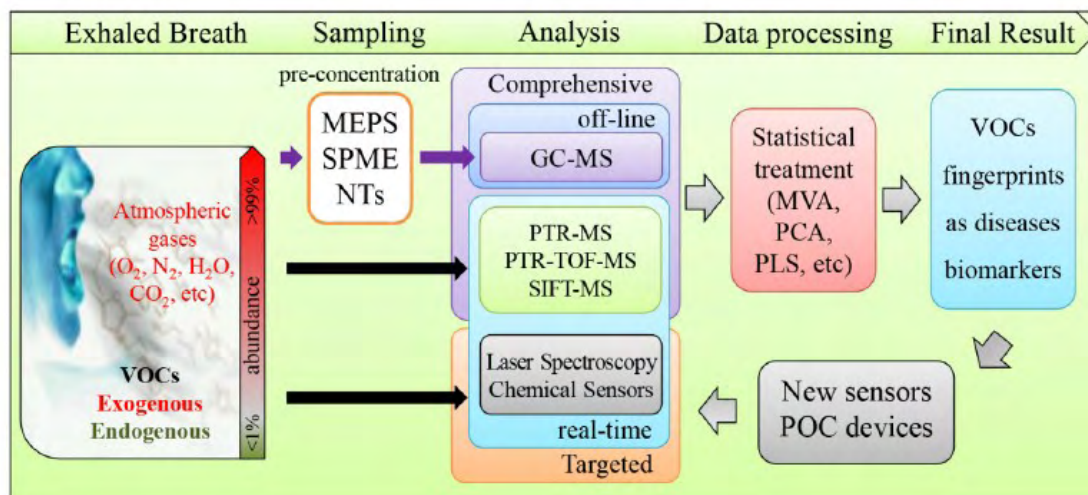 Exhaled Breath
Sampling
Analysis
Data processing
Final Result
pre-concentration
MEPS
SPME
NTs
Comprehensive
off-line
GC-MS
PTR-MS
PTR-TOF-MS
SIFT-MS
Laser Spectroscopy
Chemical Sensors
real-time
Targeted
Atmospheric
gases
(O₂, N₂, H₂O,
CO₂, etc)
VOCs
Exogenous
Endogenous
<1% abundance >99%
Statistical
treatment
(MVA,
PCA,
PLS, etc)
VOCs
fingerprints
as diseases
biomarkers
New sensors
POC devices